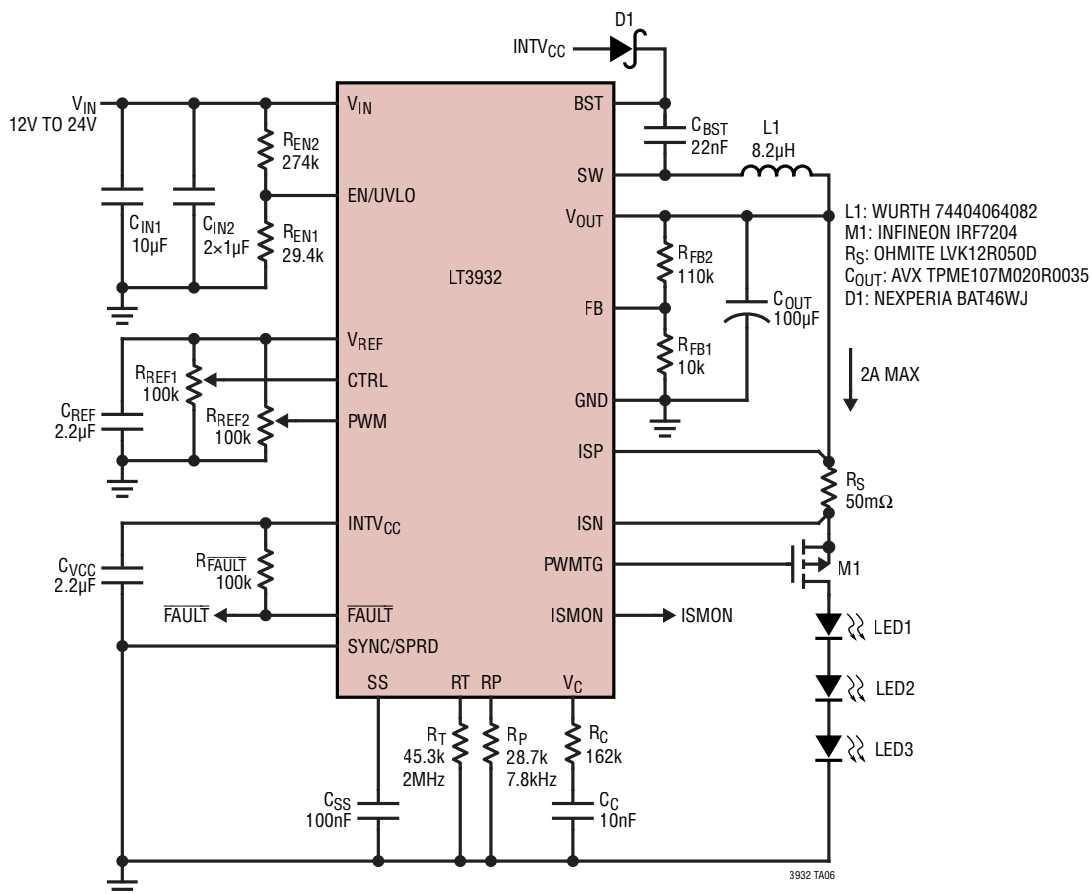 D1
INTVCC
VIN
12V TO 24V
CIN1
10µF
CIN2
2×1µF
REN2
274k
REN1
29.4k
VIN
EN/UVLO
LT3932
BST
SW
VOUT
FB
GND
CBST
22nF
L1
8.2µH
RFB2
110k
RFB1
10k
COUT
100µF
L1: WURTH 74404064082
M1: INFINEON IRF7204
RS: OHMITE LVK12R050D
COUT: AVX TPME107M020R0035
D1: NEXPERIA BAT46WJ
2A MAX
CREF
2.2µF
RREF1
100k
RREF2
100k
VREF
CTRL
PWM
ISP
ISN
PWMTG
ISMON
ISMON
RS
50mΩ
M1
LED1
LED2
LED3
CVCC
2.2µF
RFAULT
100k
FAULT
INTVCC
FAULT
SYNC/SPRD
SS
RT
RP
VC
RT
45.3k
2MHz
RP
28.7k
7.8kHz
RC
162k
CSS
100nF
CC
10nF
3932 TA06